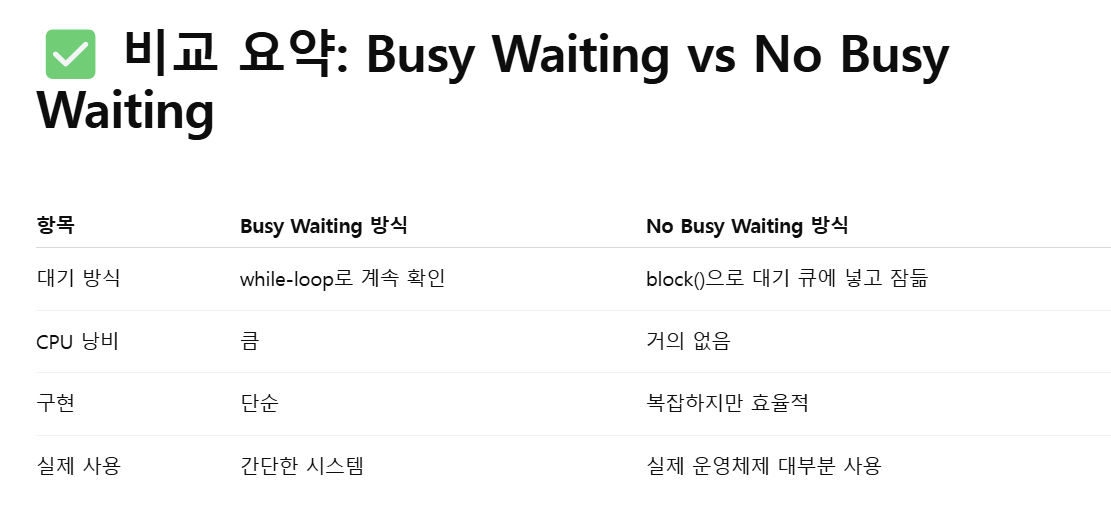 ✅ 비교 요약: Busy Waiting vs No Busy
Waiting
항목 Busy Waiting 방식 No Busy Waiting 방식
대기 방식 while-loop로 계속 확인 block()으로 대기 큐에 넣고 잠듦
CPU 낭비 큼 거의 없음
구현 단순 복잡하지만 효율적
실제 사용 간단한 시스템 실제 운영체제 대부분 사용